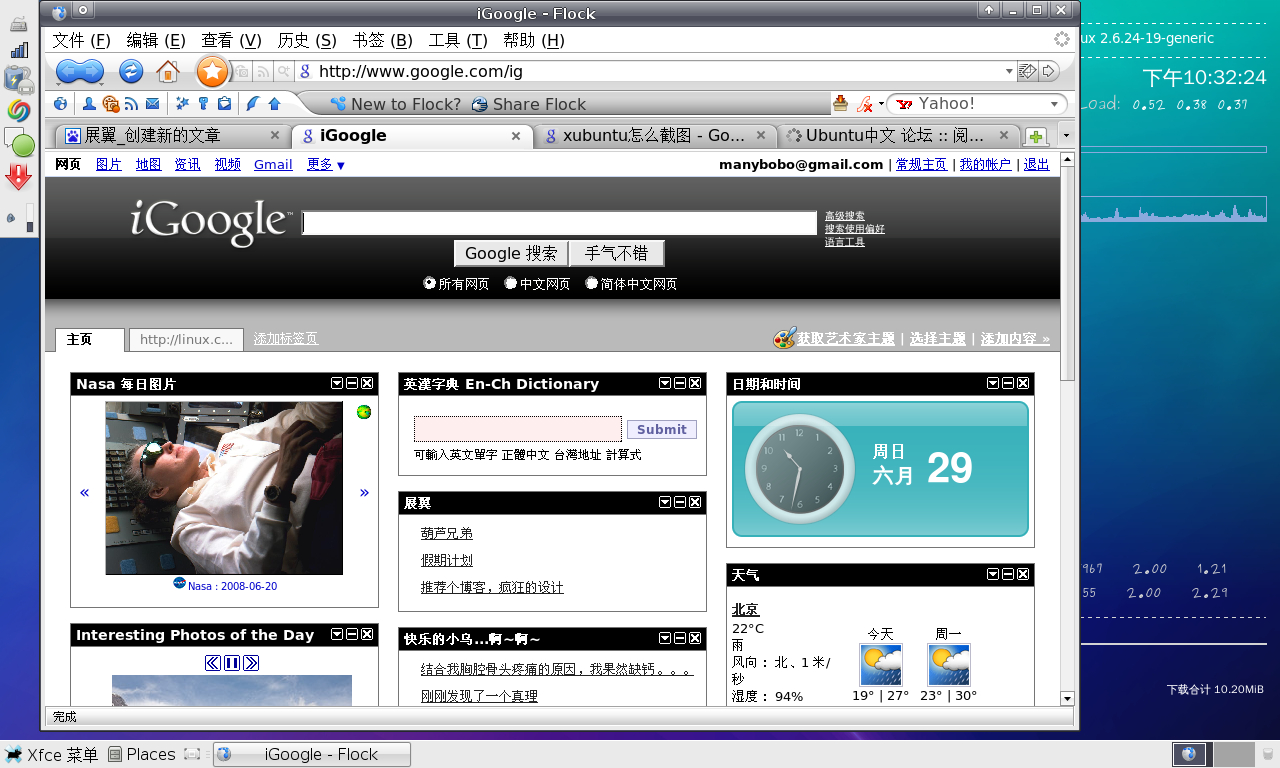 iGoogle - Flock
文件 (F) 编辑 (E) 查看 (V) 历史 (S) 书签 (B) 工具 (T) 帮助 (H)
http://www.google.com/ig
New to Flock? Share Flock
Yahoo!
展翼_创建新的文章 iGoogle xubuntu怎么截图 - Go... Ubuntu中文 论坛 :: 阅...
网页 图片 地图 资讯 视频 Gmail 更多 ▼
manybobo@gmail.com | 常规主页 | 我的账户 | 退出
iGoogle™
高级搜索
搜索使用偏好
语言工具
Google 搜索 手气不错
所有网页 中文网页 简体中文网页
主页 http://linux.c... 添加标签页
获取艺术家主题 | 选择主题 | 添加内容 »
Nasa 每日图片
« »
Nasa : 2008-06-20
Interesting Photos of the Day
英漢字典 En-Ch Dictionary
Submit
可輸入英文單字 正體中文 台灣地址 計算式
展翼
葫芦兄弟
假期计划
推荐个博客，疯狂的设计
快乐的小乌...啊~啊~
结合我胸腔骨头疼痛的原因，我果然缺钙。。。
刚刚发现了一个真理
日期和时间
12 1 2 3 4 5 6 7 8 9 10 11
周日
六月 29
天气
北京
22°C
雨
风向： 北、1 米/
秒
湿度： 94%
今天 周一
19° | 27° 23° | 30°
完成
ux 2.6.24-19-generic
下午10:32:24
Load: 0.52 0.38 0.37
967 2.00 1.21
55 2.00 2.29
下载合计 10.20MiB
Xfce 菜单 Places iGoogle - Flock